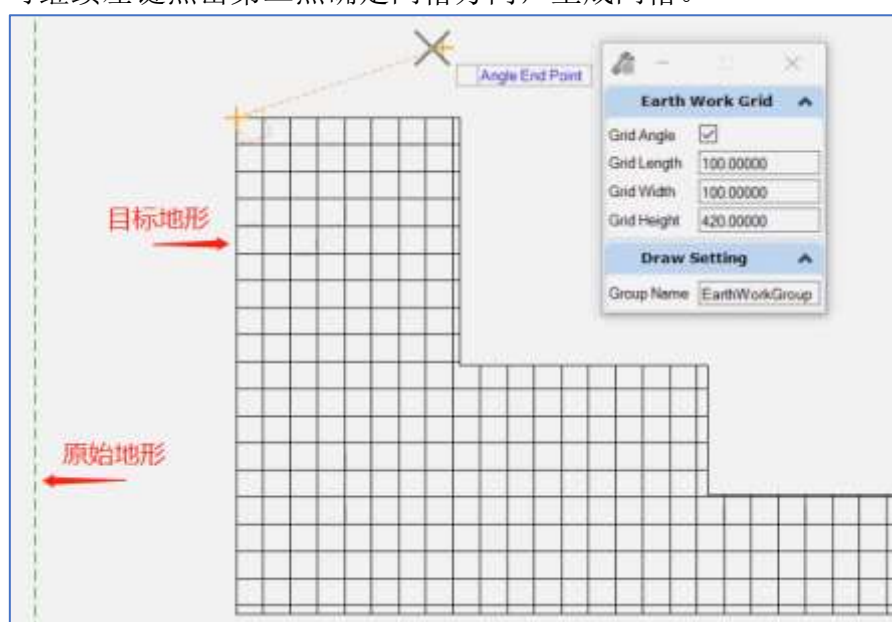 Angle End Point
Earth Work Grid
Grid Angle
Grid Length 100.00000
Grid Width 100.00000
Grid Height 420.00000
Draw Setting
Group Name EarthWorkGroup
目标地形
原始地形